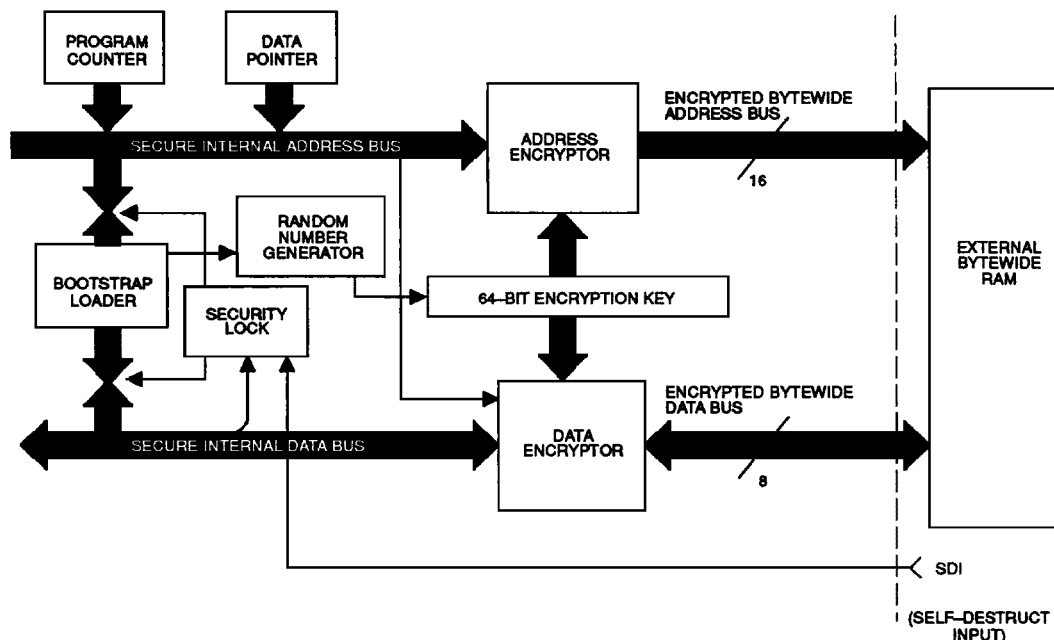 PROGRAM
COUNTER
DATA
POINTER
SECURE INTERNAL ADDRESS BUS
ADDRESS
ENCRYPTOR
ENCRYPTED BYTEWIDE
ADDRESS BUS
16
EXTERNAL
BYTEWIDE
RAM
RANDOM
NUMBER
GENERATOR
BOOTSTRAP
LOADER
SECURITY
LOCK
64–BIT ENCRYPTION KEY
SECURE INTERNAL DATA BUS
DATA
ENCRYPTOR
ENCRYPTED BYTEWIDE
DATA BUS
8
SDI
(SELF–DESTRUCT
INPUT)